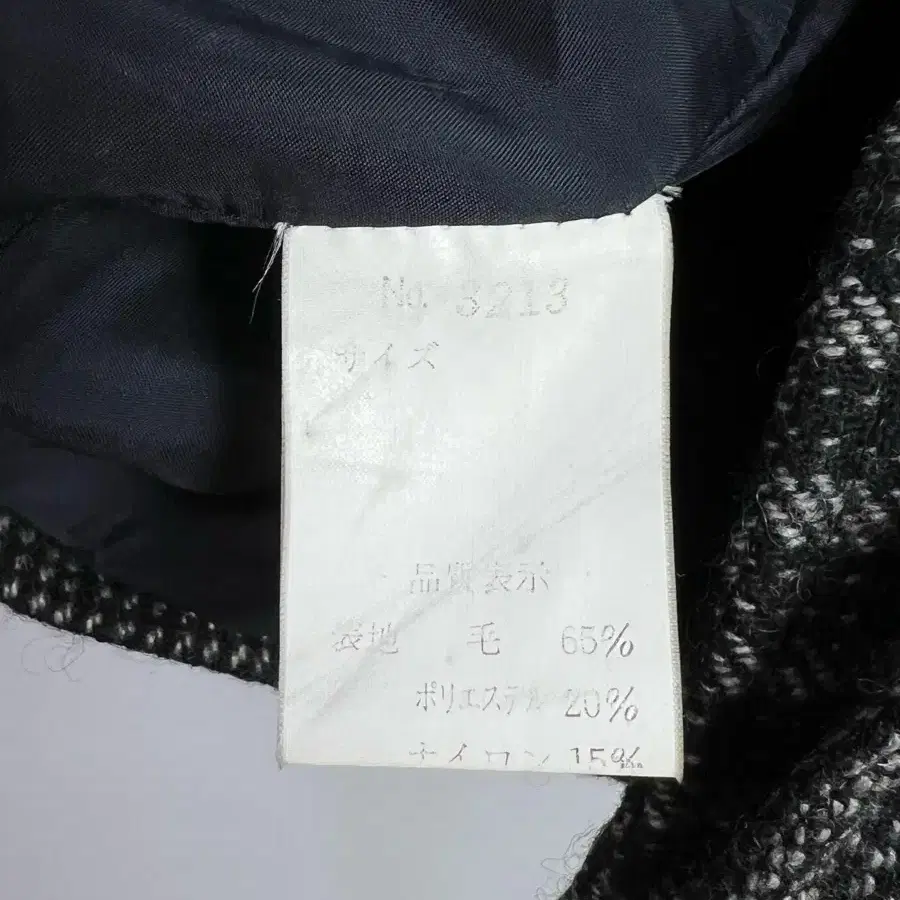 No. 3213
サイズ
品質表示
表地 毛 65%
ポリエステル 20%
ナイロン 15%